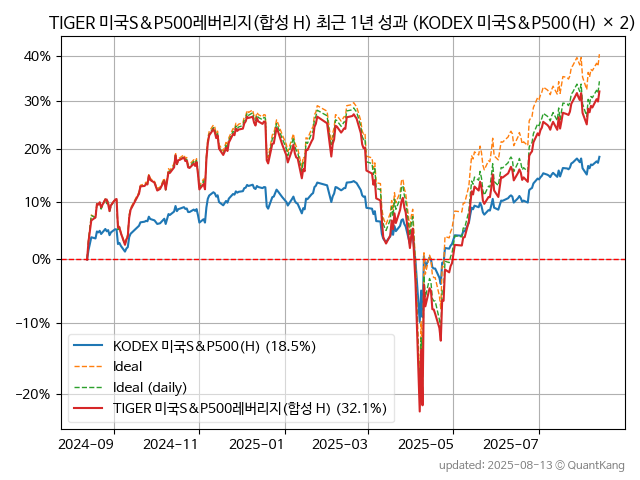 TIGER 미국S&P500레버리지(합성 H) 최근 1년 성과 (KODEX 미국S&P500(H) × 2)
40%
30%
20%
10%
0%
−10%
−20%
KODEX 미국S&P500(H) (18.5%)
Ideal
Ideal (daily)
TIGER 미국S&P500레버리지(합성 H) (32.1%)
2024-09
2024-11
2025-01
2025-03
2025-05
2025-07
updated: 2025-08-13 © QuantKang